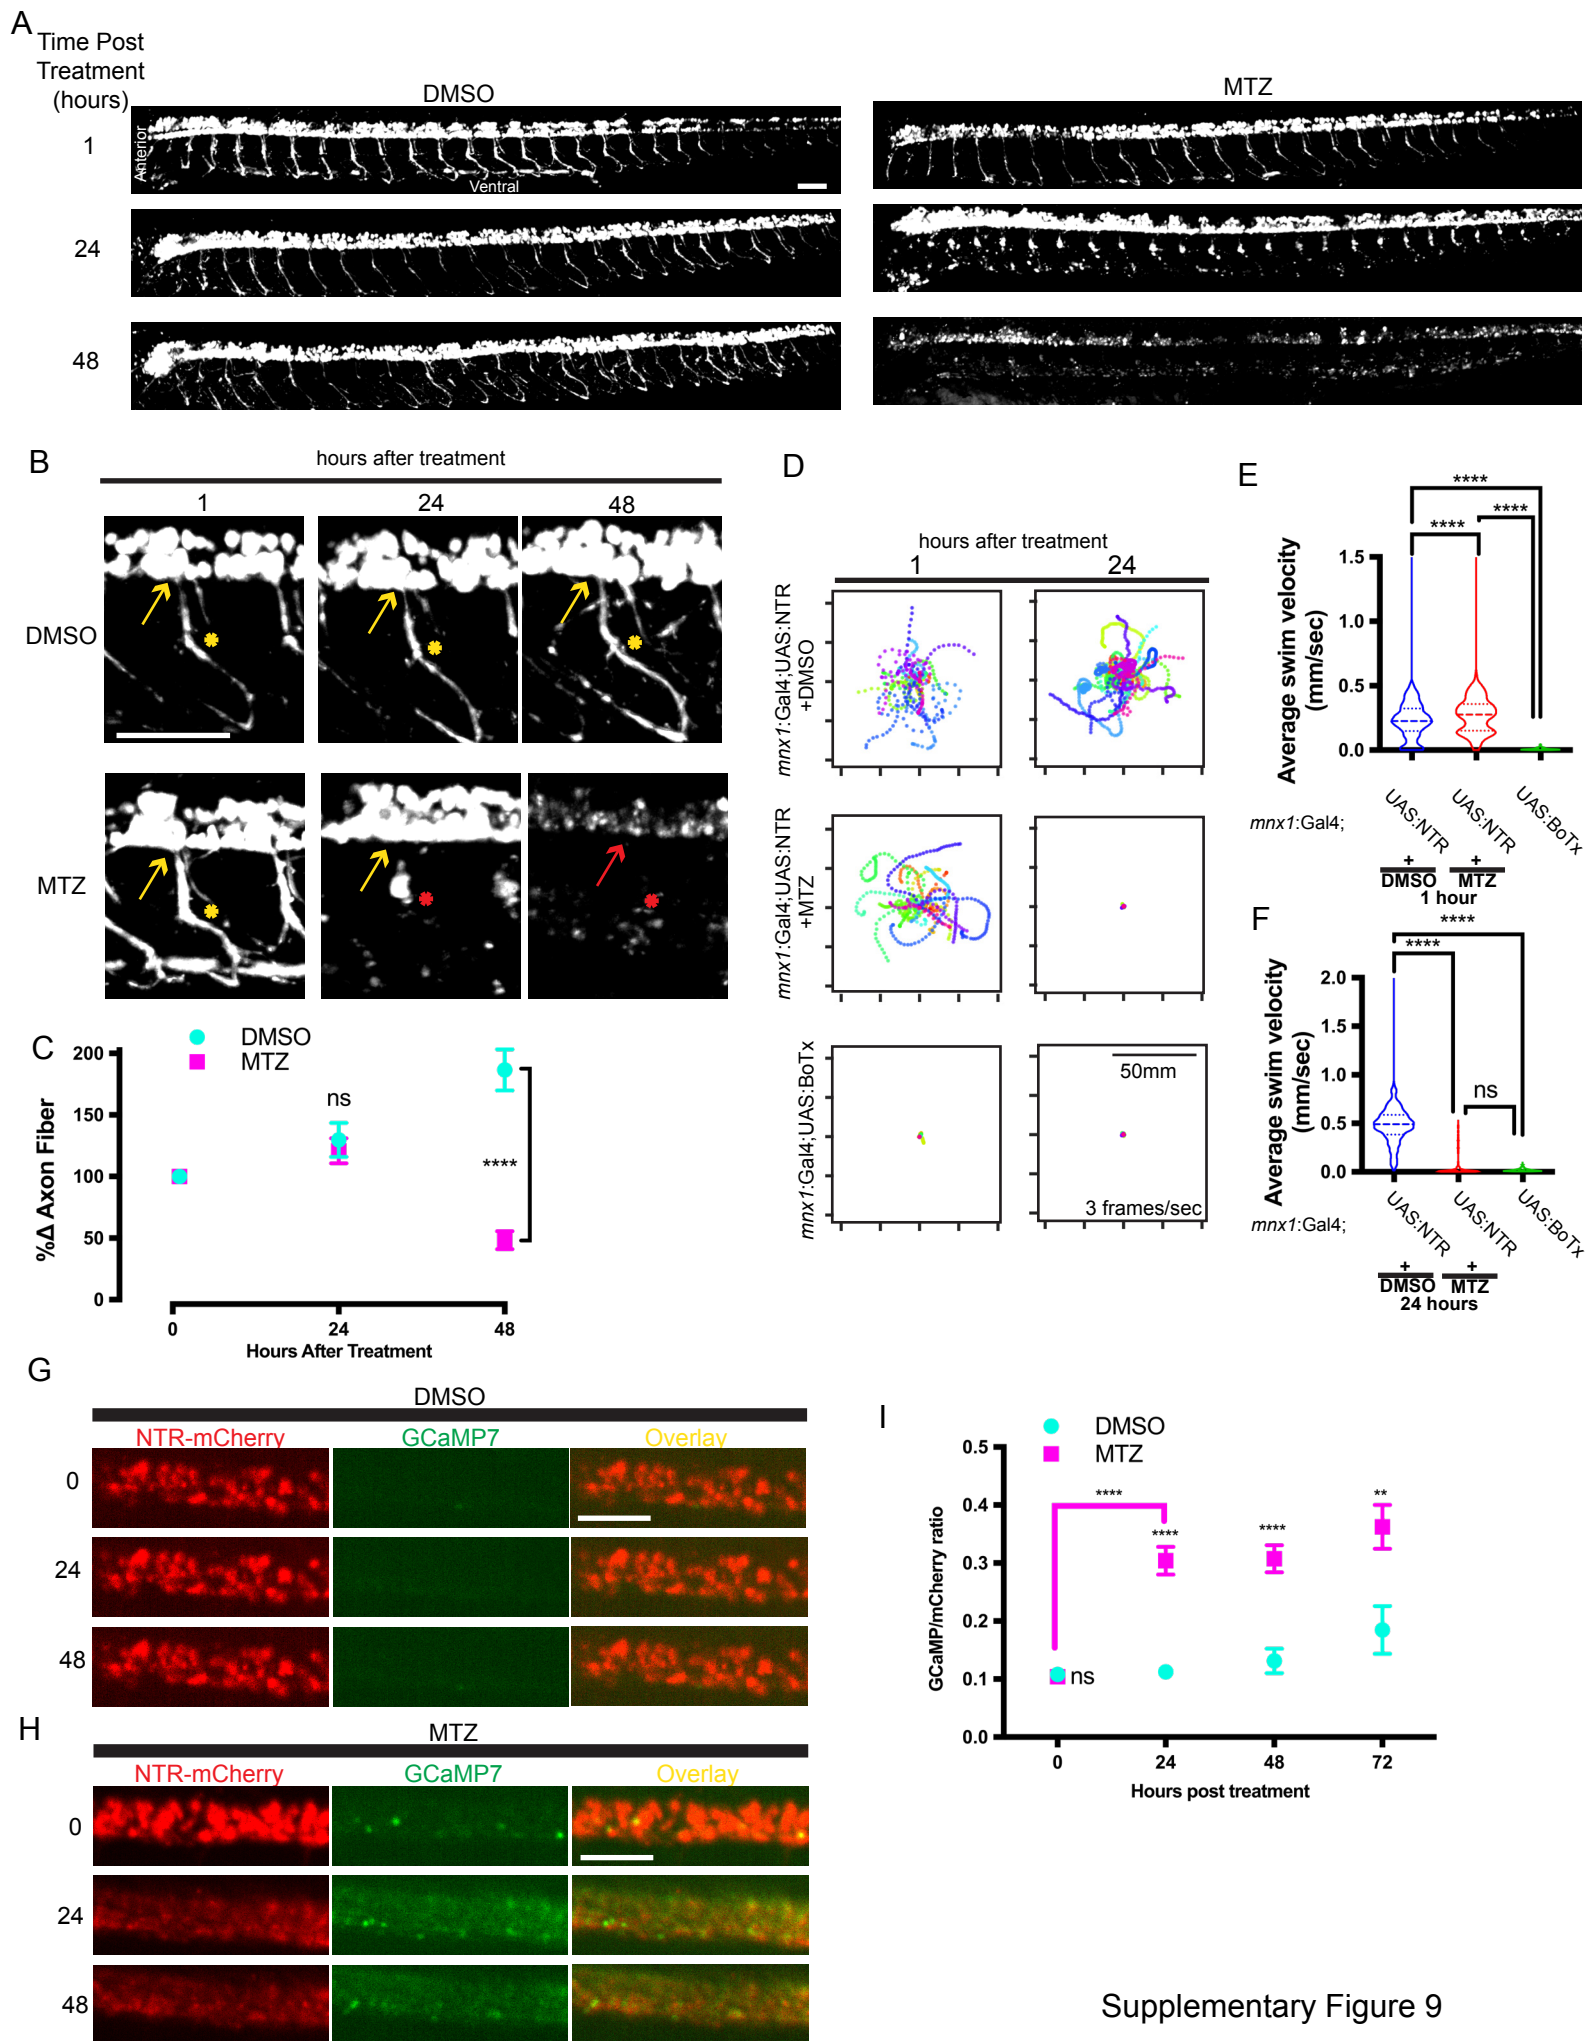 A
Time Post
Treatment
(hours)
DMSO
MTZ
1
Anterior
Ventral
24
48
B
hours after treatment
1
24
48
DMSO
MTZ
C
DMSO
MTZ
%Δ Axon Fiber
200
150
100
50
0
ns
****
0
24
48
Hours After Treatment
D
hours after treatment
1
24
mnx1:Gal4;UAS:NTR
+DMSO
mnx1:Gal4;UAS:NTR
+MTZ
mnx1:Gal4;UAS:BoTx
50mm
3 frames/sec
E
****
****
****
Average swim velocity
(mm/sec)
1.5
1.0
0.5
0.0
mnx1:Gal4;
UAS:NTR
UAS:NTR
UAS:BoTx
+
+
DMSO
MTZ
1 hour
F
****
****
ns
Average swim velocity
(mm/sec)
2.0
1.5
1.0
0.5
0.0
mnx1:Gal4;
UAS:NTR
UAS:NTR
UAS:BoTx
+
+
DMSO
MTZ
24 hours
G
DMSO
NTR-mCherry
GCaMP7
Overlay
0
24
48
H
MTZ
NTR-mCherry
GCaMP7
Overlay
0
24
48
I
DMSO
MTZ
GCaMP/mCherry ratio
0.5
0.4
0.3
0.2
0.1
0.0
****
****
****
**
ns
0
24
48
72
Hours post treatment
Supplementary Figure 9